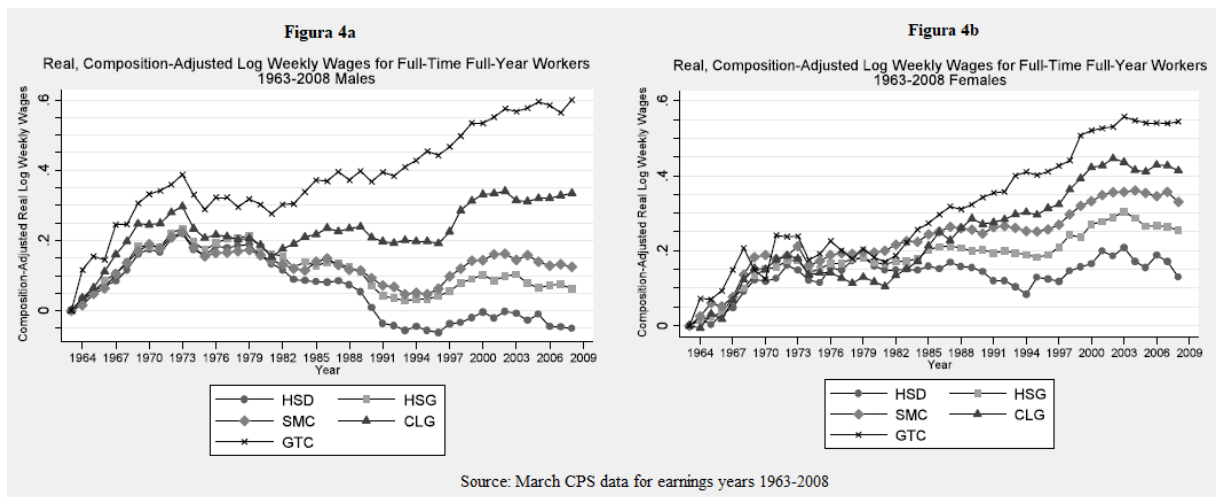 Figura 4a
Real, Composition-Adjusted Log Weekly Wages for Full-Time Full-Year Workers
1963-2008 Males
Composition-Adjusted Real Log Weekly Wages
.6
.4
.2
0
1964 1967 1970 1973 1976 1979 1982 1985 1988 1991 1994 1997 2000 2003 2006 2009
Year
HSD HSG
SMC CLG
GTC
Figura 4b
Real, Composition-Adjusted Log Weekly Wages for Full-Time Full-Year Workers
1963-2008 Females
Composition-Adjusted Real Log Weekly Wages
.6
.4
.2
0
1964 1967 1970 1973 1976 1979 1982 1985 1988 1991 1994 1997 2000 2003 2006 2009
Year
HSD HSG
SMC CLG
GTC
Source: March CPS data for earnings years 1963-2008